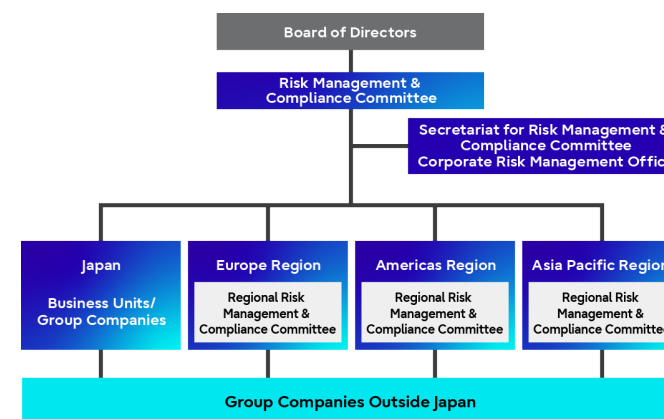 Board of Directors
Risk Management &
Compliance Committee
Secretariat for Risk Management &
Compliance Committee
Corporate Risk Management Offic
Japan
Business Units/
Group Companies
Europe Region
Regional Risk
Management &
Compliance Committee
Americas Region
Regional Risk
Management &
Compliance Committee
Asia Pacific Region
Regional Risk
Management &
Compliance Committee
Group Companies Outside Japan